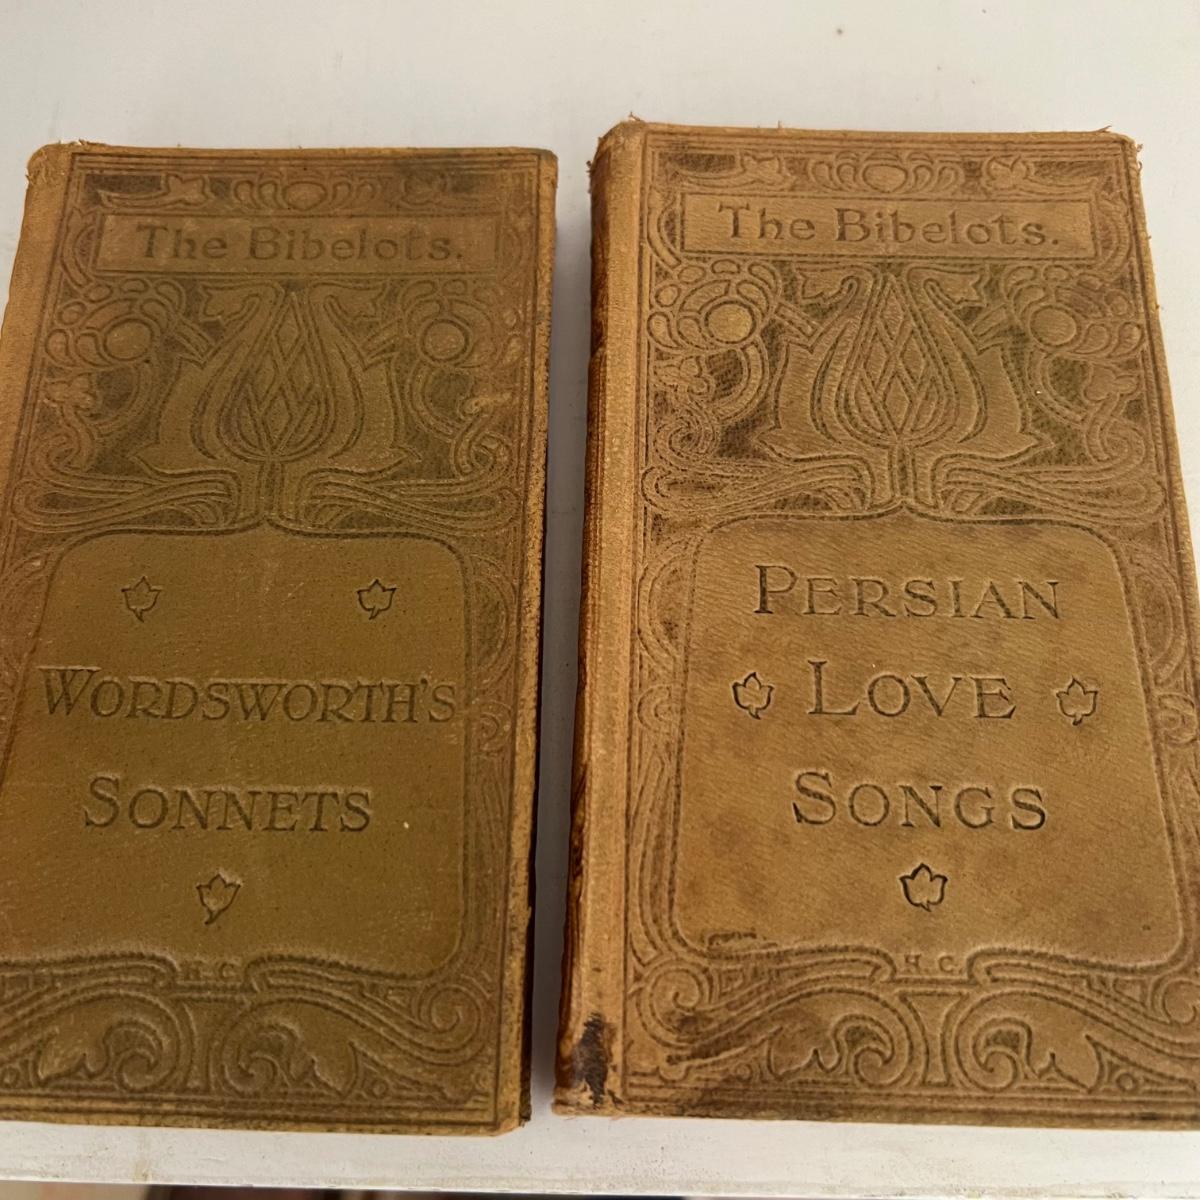 The Bibelots.
WORDSWORTH'S
SONNETS
H.C.
The Bibelots.
PERSIAN
LOVE
SONGS
H.C.